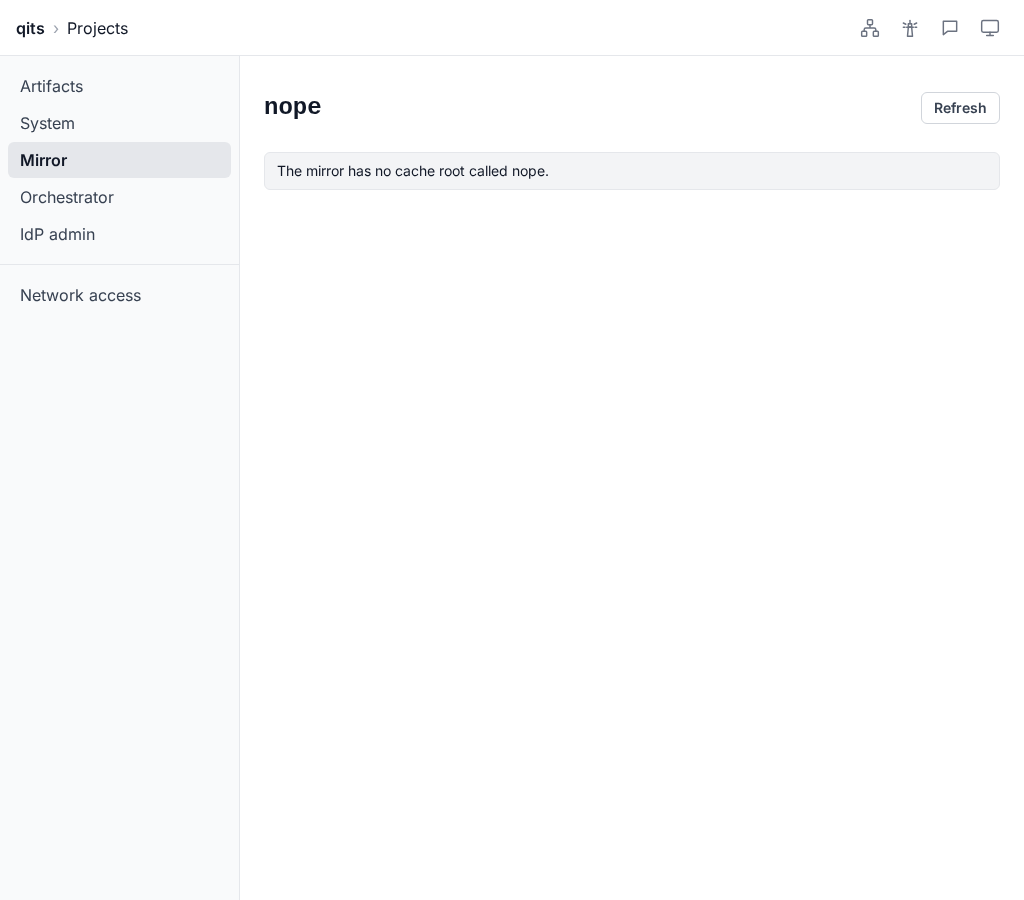 qits › Projects
Artifacts
System
Mirror
Orchestrator
IdP admin
Network access
nope
Refresh
The mirror has no cache root called nope.